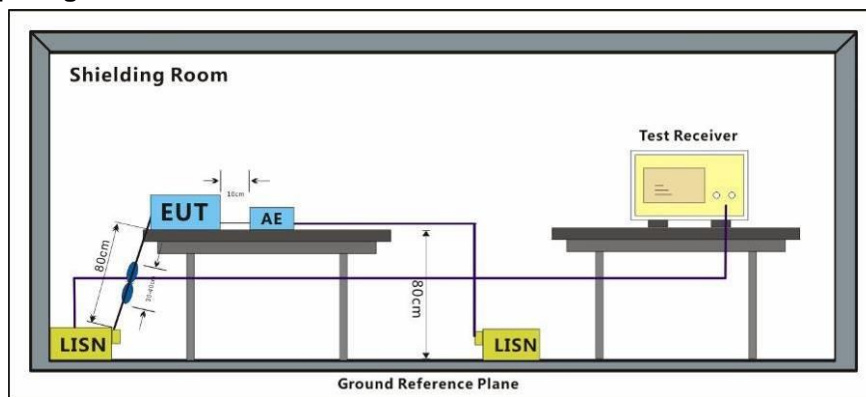 Shielding Room
Test Receiver
10cm
EUT
AE
80cm
80cm
LISN
LISN
Ground Reference Plane